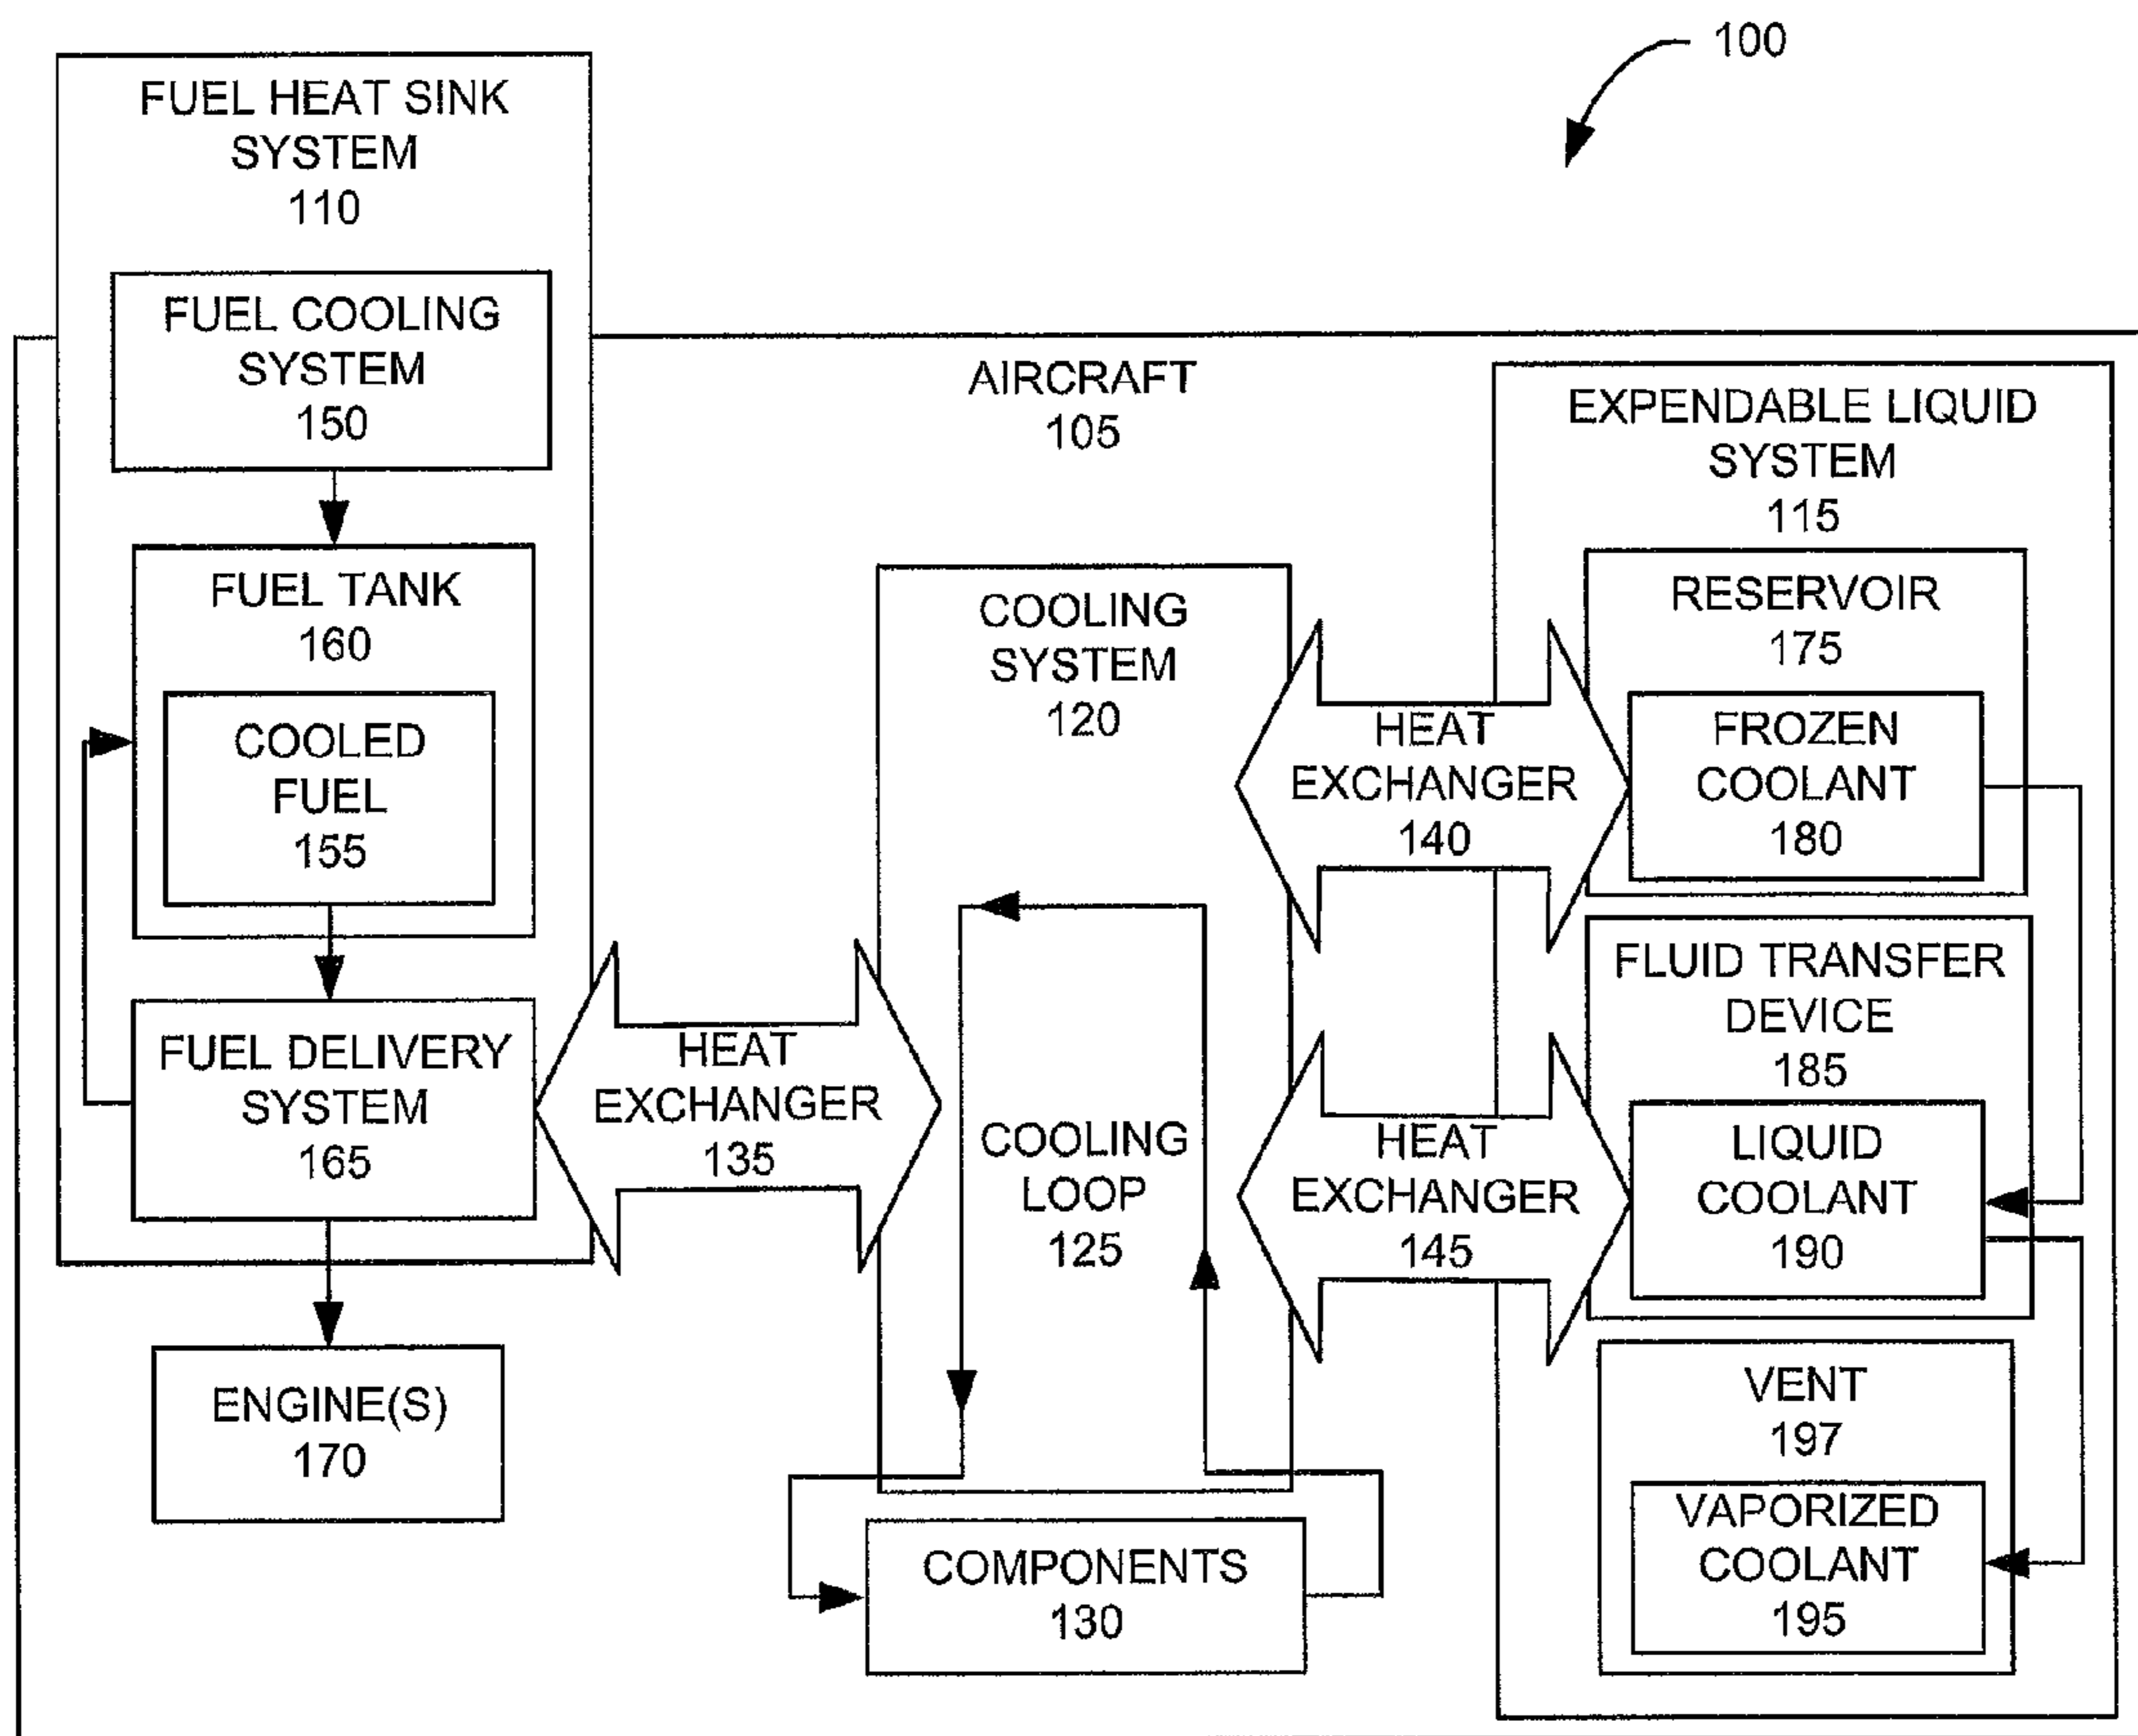 100
FUEL HEAT SINK
SYSTEM
110
FUEL COOLING
SYSTEM
150
FUEL TANK
160
COOLED
FUEL
155
FUEL DELIVERY
SYSTEM
165
ENGINE(S)
170
HEAT
EXCHANGER
135
AIRCRAFT
105
COOLING
SYSTEM
120
COOLING
LOOP
125
COMPONENTS
130
HEAT
EXCHANGER
140
HEAT
EXCHANGER
145
EXPENDABLE LIQUID
SYSTEM
115
RESERVOIR
175
FROZEN
COOLANT
180
FLUID TRANSFER
DEVICE
185
LIQUID
COOLANT
190
VENT
197
VAPORIZED
COOLANT
195